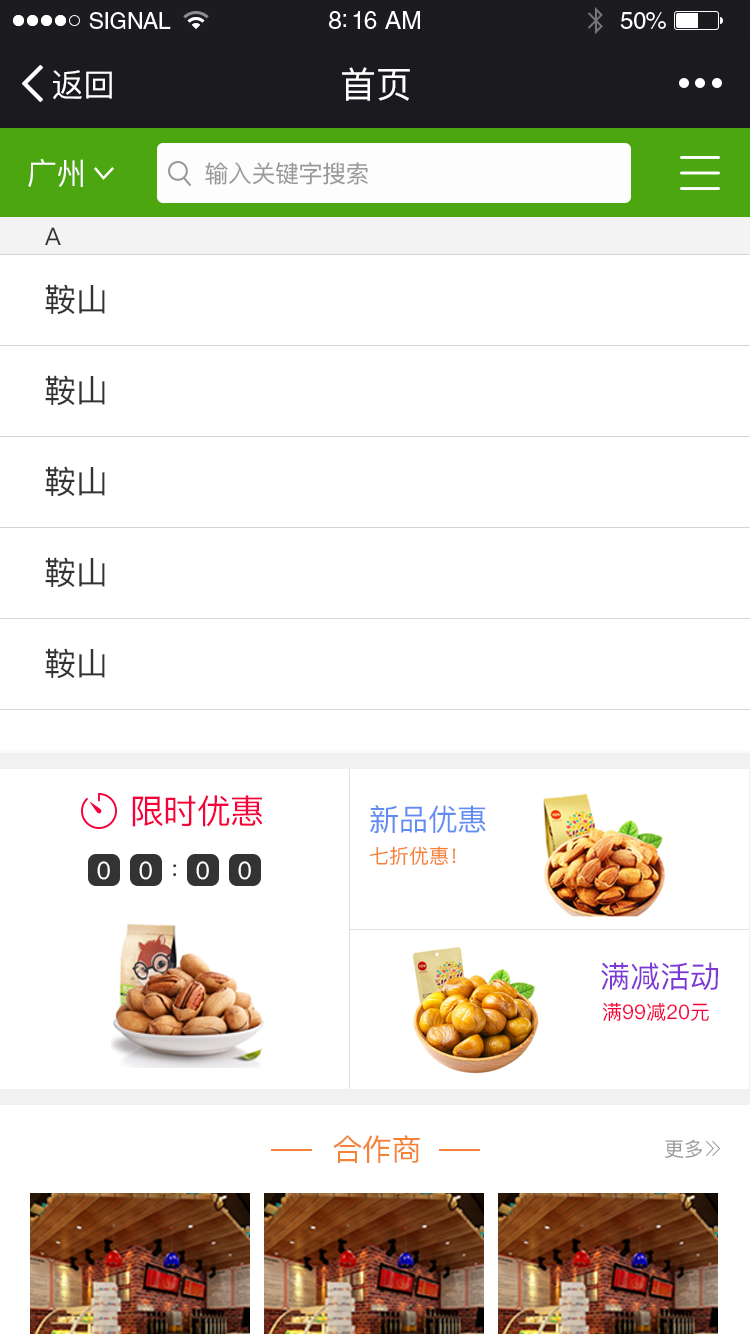 SIGNAL 8:16 AM 50%
返回 首页
广州 输入关键字搜索
A
鞍山
鞍山
鞍山
鞍山
鞍山
限时优惠
0 0 : 0 0
新品优惠
七折优惠!
满减活动
满99减20元
合作商 更多